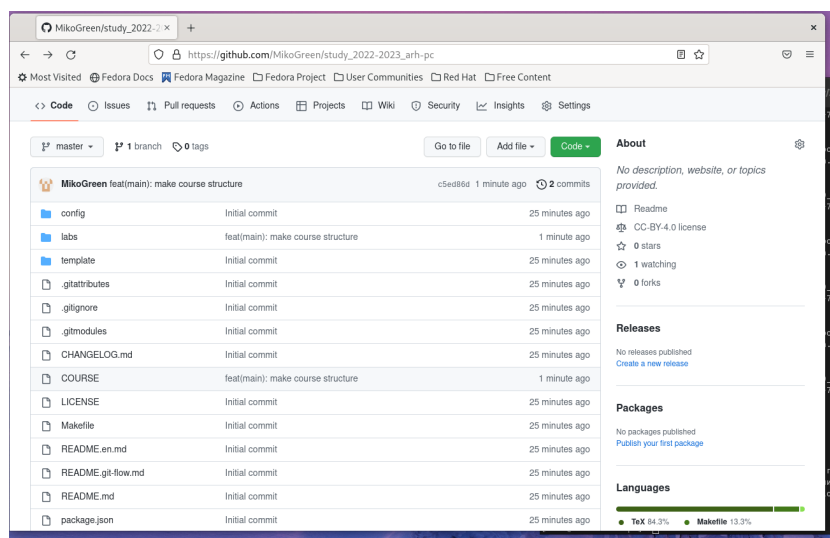 MikoGreen/study_2022-2 × +
×
https://github.com/MikoGreen/study_2022-2023_arh-pc
Most Visited Fedora Docs Fedora Magazine Fedora Project User Communities Red Hat Free Content
<> Code Issues Pull requests Actions Projects Wiki Security Insights Settings
master 1 branch 0 tags Go to file Add file Code
MikoGreen feat(main): make course structure c5ed86d 1 minute ago 2 commits
config Initial commit 25 minutes ago
labs feat(main): make course structure 1 minute ago
template Initial commit 25 minutes ago
.gitattributes Initial commit 25 minutes ago
.gitignore Initial commit 25 minutes ago
.gitmodules Initial commit 25 minutes ago
CHANGELOG.md Initial commit 25 minutes ago
COURSE feat(main): make course structure 1 minute ago
LICENSE Initial commit 25 minutes ago
Makefile Initial commit 25 minutes ago
README.en.md Initial commit 25 minutes ago
README.git-flow.md Initial commit 25 minutes ago
README.md Initial commit 25 minutes ago
package.json Initial commit 25 minutes ago
About
No description, website, or topics
provided.
Readme
CC-BY-4.0 license
0 stars
1 watching
0 forks
Releases
No releases published
Create a new release
Packages
No packages published
Publish your first package
Languages
TeX 84.3% Makefile 13.3%